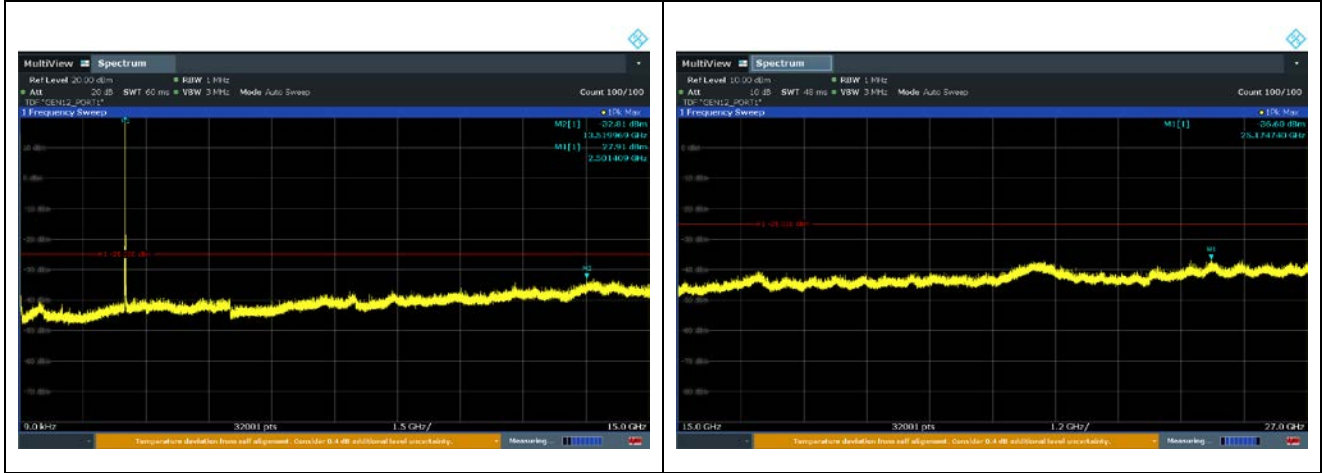 MultiView Spectrum
Ref Level 20.00 dBm RBW 1 MHz
Att 20 dB SWT 60 ms VBW 3 MHz Mode Auto Sweep Count 100/100
TDF "GEN12_PORT1"
1 Frequency Sweep 1Pk Max
M2[1] -32.81 dBm
13.519969 GHz
M1[1] 27.91 dBm
2.501409 GHz
M2
9.0 kHz 32001 pts 1.5 GHz/ 15.0 GHz
Temperature deviation from self alignment. Consider 0.4 dB additional level uncertainty. Measuring...
MultiView Spectrum
Ref Level 10.00 dBm RBW 1 MHz
Att 10 dB SWT 48 ms VBW 3 MHz Mode Auto Sweep Count 100/100
TDF "GEN12_PORT1"
1 Frequency Sweep 1Pk Max
M1[1] -36.68 dBm
25.174740 GHz
M1
15.0 GHz 32001 pts 1.2 GHz/ 27.0 GHz
Temperature deviation from self alignment. Consider 0.4 dB additional level uncertainty. Measuring...